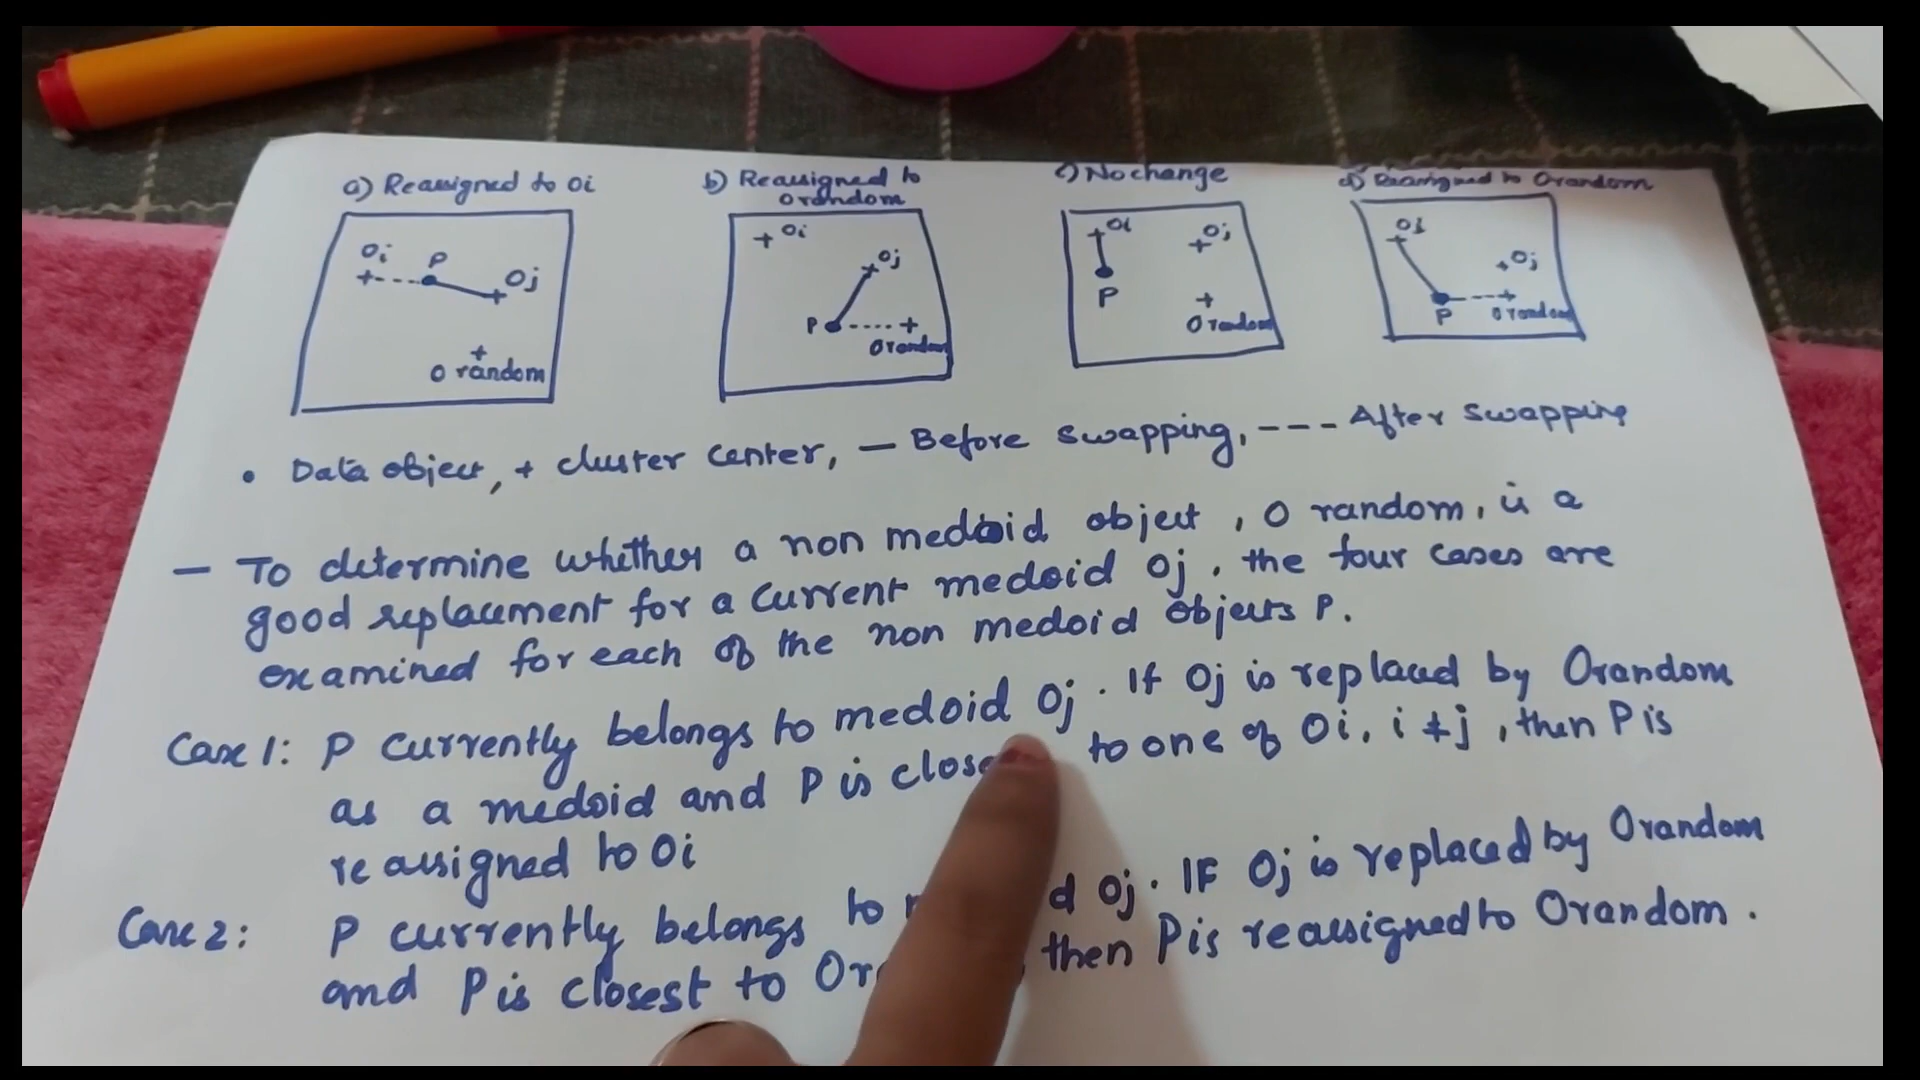 a) Reassigned to Oi
b) Reassigned to
Orandom
c) No change
d) Reassigned to Orandom
Oi
P
Oj
O random
Oi
Oj
P
Orandom
Oi
Oj
P
O random
Oi
Oj
P
O random
• Data object, + cluster center, — Before swapping, --- After swapping
— To determine whether a non medoid object, O random, is a
good replacement for a current medoid Oj, the four cases are
examined for each of the non medoid objects P.
Case 1: P currently belongs to medoid Oj. If Oj is replaced by Orandom
as a medoid and P is to one of Oi, i ≠ j, then P is
reassigned to Oi
Case 2: P currently belongs to Oj. IF Oj is replaced by Orandom
and P is closest to then P is reassigned to Orandom.